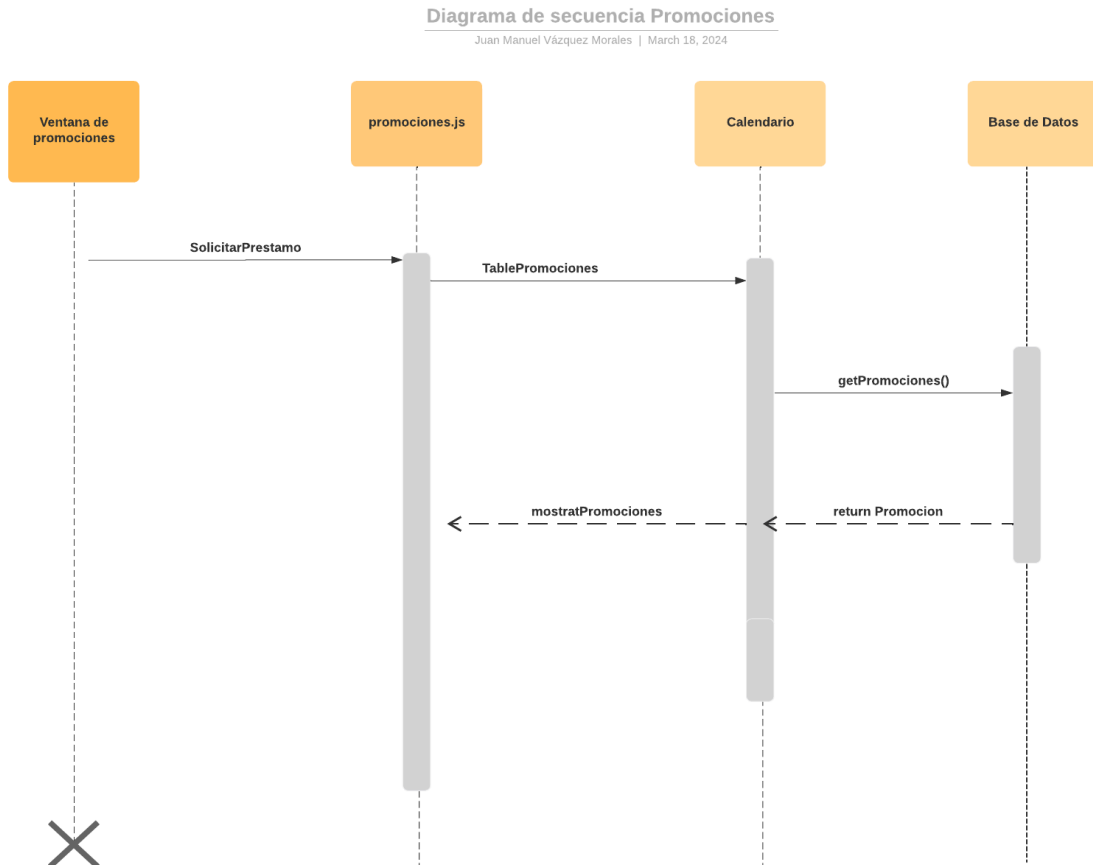 Diagrama de secuencia Promociones
Juan Manuel Vázquez Morales | March 18, 2024
Ventana de
promociones
promociones.js
Calendario
Base de Datos
SolicitarPrestamo
TablePromociones
getPromociones()
mostratPromociones
return Promocion